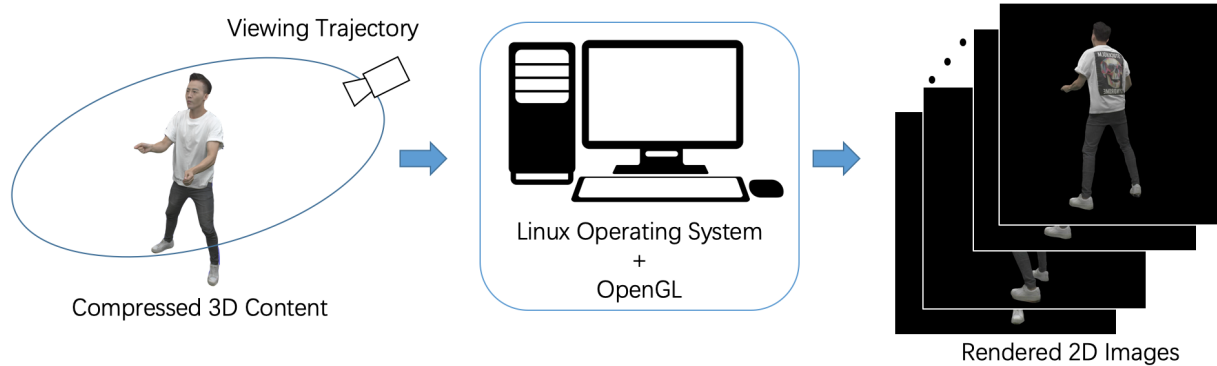 Viewing Trajectory
Compressed 3D Content
Linux Operating System
+
OpenGL
Rendered 2D Images